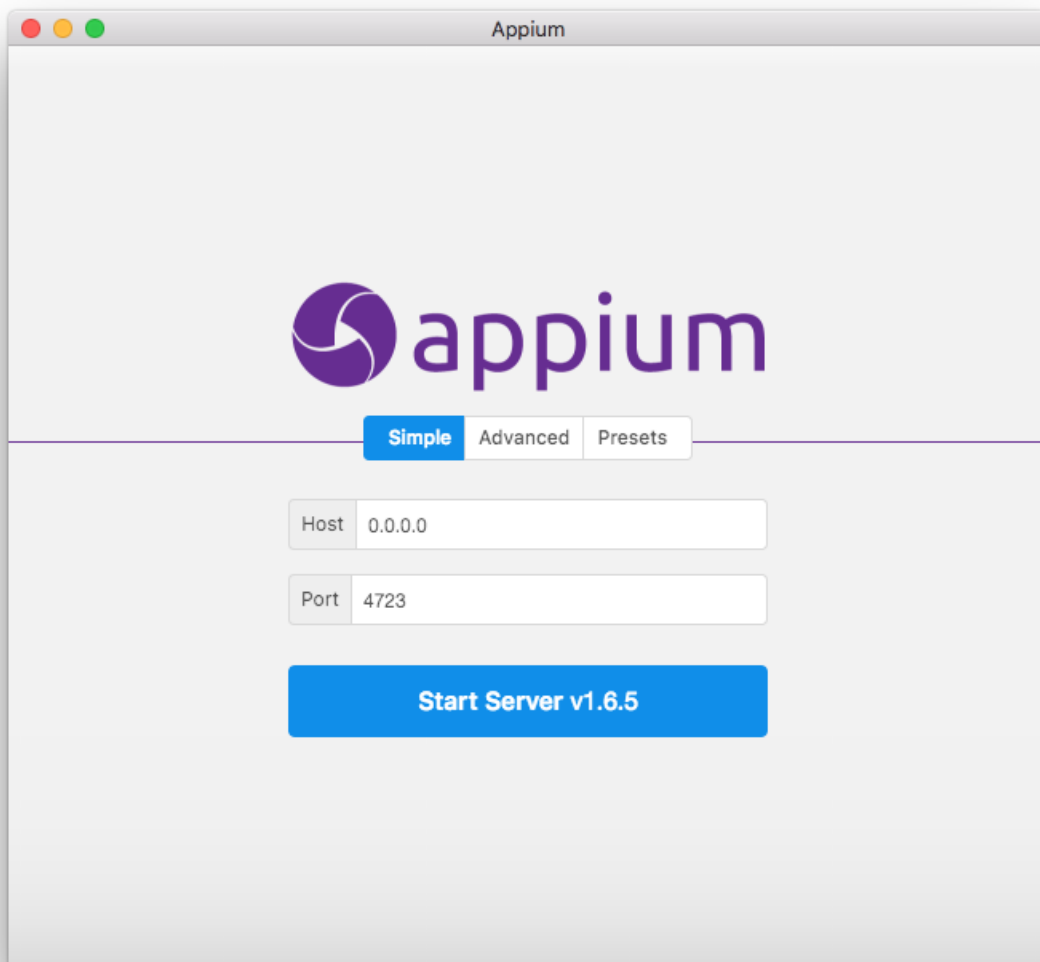 Appium
appium
Simple Advanced Presets
Host 0.0.0.0
Port 4723
Start Server v1.6.5